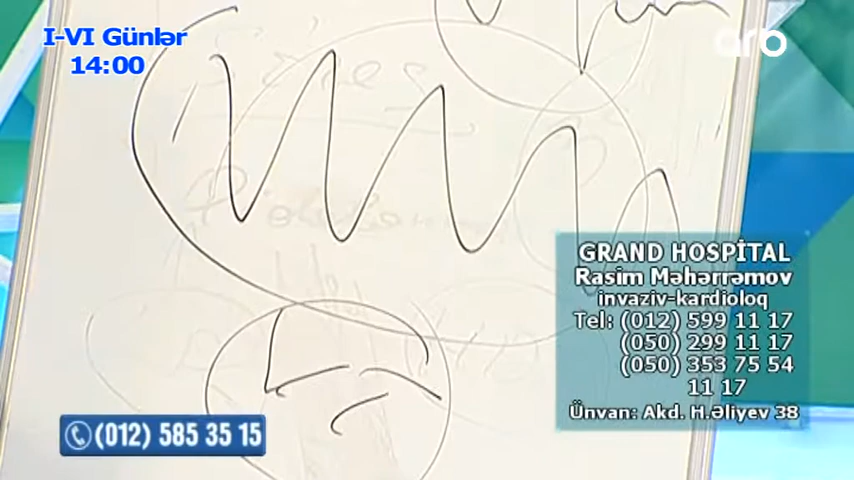 I-VI Günlər
14:00
arb
GRAND HOSPİTAL
Rasim Məhərrəmov
invaziv-kardioloq
Tel: (012) 599 11 17
(050) 299 11 17
(050) 353 75 54
11 17
Ünvan: Akd. H.Əliyev 38
(012) 585 35 15